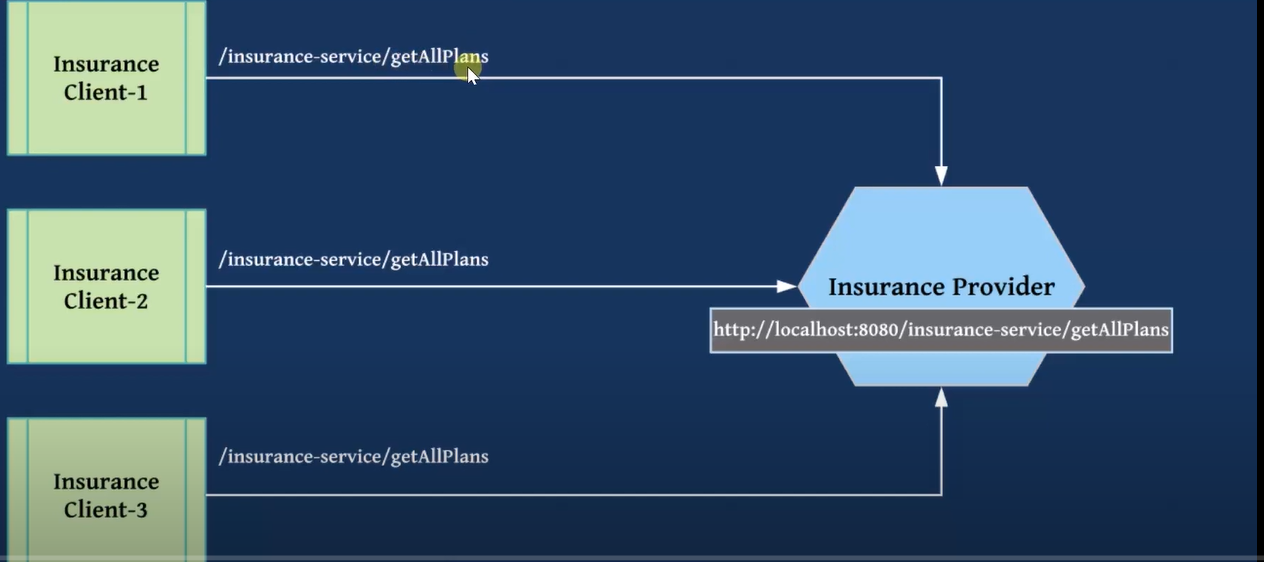 Insurance
Client-1
/insurance-service/getAllPlans
Insurance
Client-2
/insurance-service/getAllPlans
Insurance Provider
http://localhost:8080/insurance-service/getAllPlans
Insurance
Client-3
/insurance-service/getAllPlans